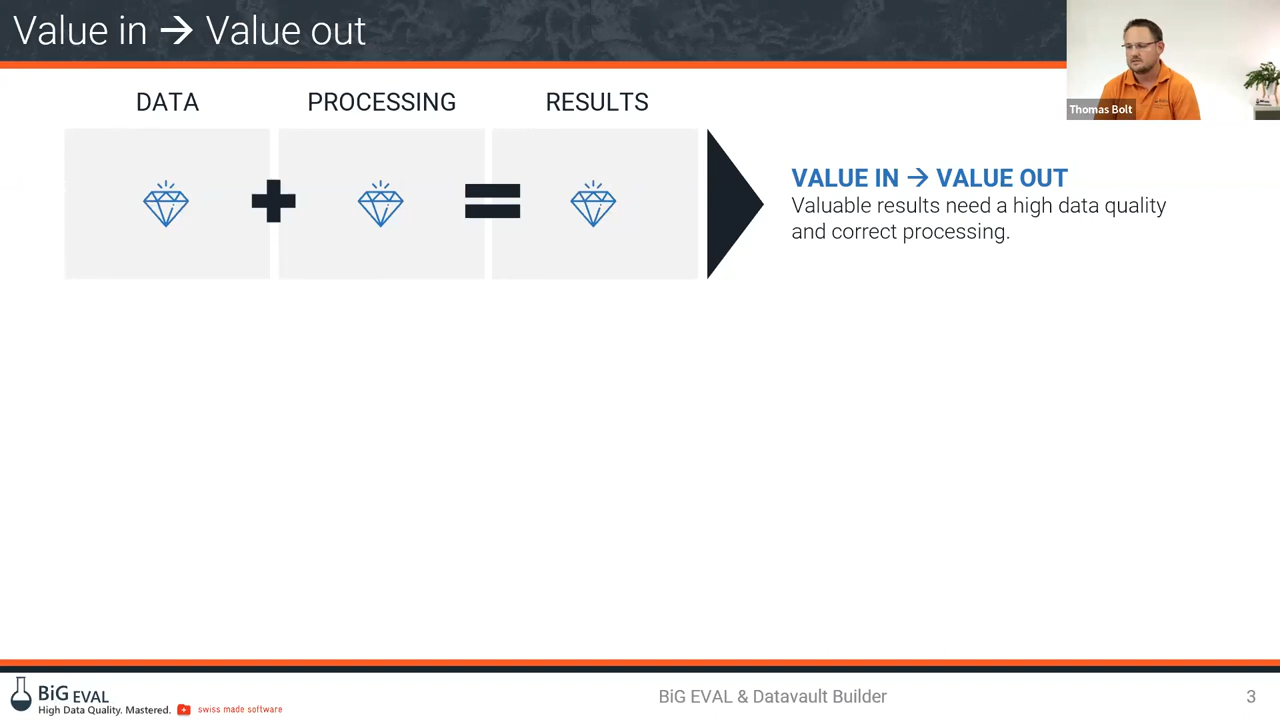 Value in → Value out
Thomas Bolt
DATA
PROCESSING
RESULTS
VALUE IN → VALUE OUT
Valuable results need a high data quality
and correct processing.
BiG EVAL
High Data Quality. Mastered.
swiss made software
BiG EVAL & Datavault Builder
3